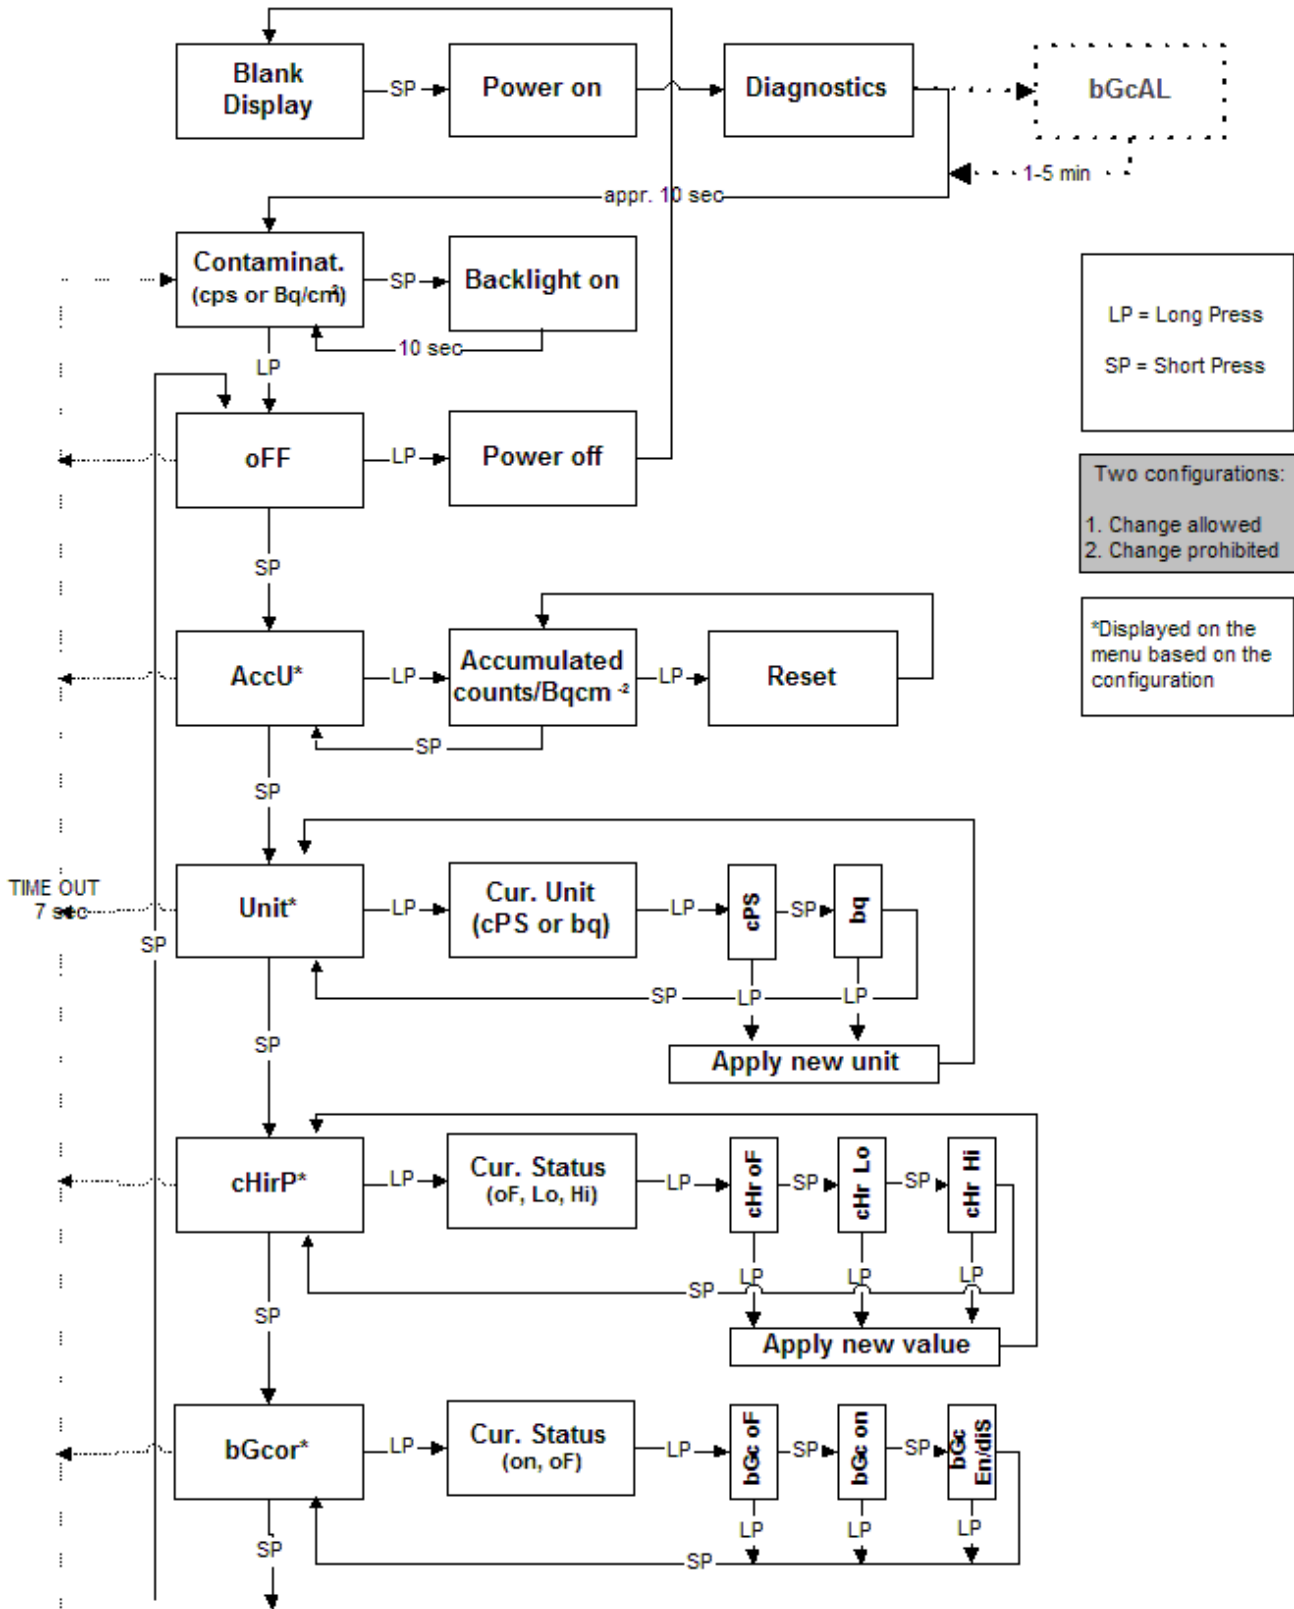 Blank
Display
SP
Power on
Diagnostics
bGcAL
1-5 min
appr. 10 sec
Contaminat.
(cps or Bq/cm²)
SP
Backlight on
10 sec
LP
LP = Long Press
SP = Short Press
oFF
LP
Power off
Two configurations:
1. Change allowed
2. Change prohibited
SP
*Displayed on the
menu based on the
configuration
AccU*
LP
Accumulated
counts/Bqcm -2
LP
Reset
SP
SP
TIME OUT
7 sec
SP
Unit*
LP
Cur. Unit
(cPS or bq)
LP
cPS
SP
bq
SP
LP
LP
SP
Apply new unit
cHirP*
LP
Cur. Status
(oF, Lo, Hi)
LP
cHr oF
SP
cHr Lo
SP
cHr Hi
LP
LP
LP
SP
SP
Apply new value
bGcor*
LP
Cur. Status
(on, oF)
LP
bGc oF
SP
bGc on
SP
bGc
En/diS
LP
LP
LP
SP
SP